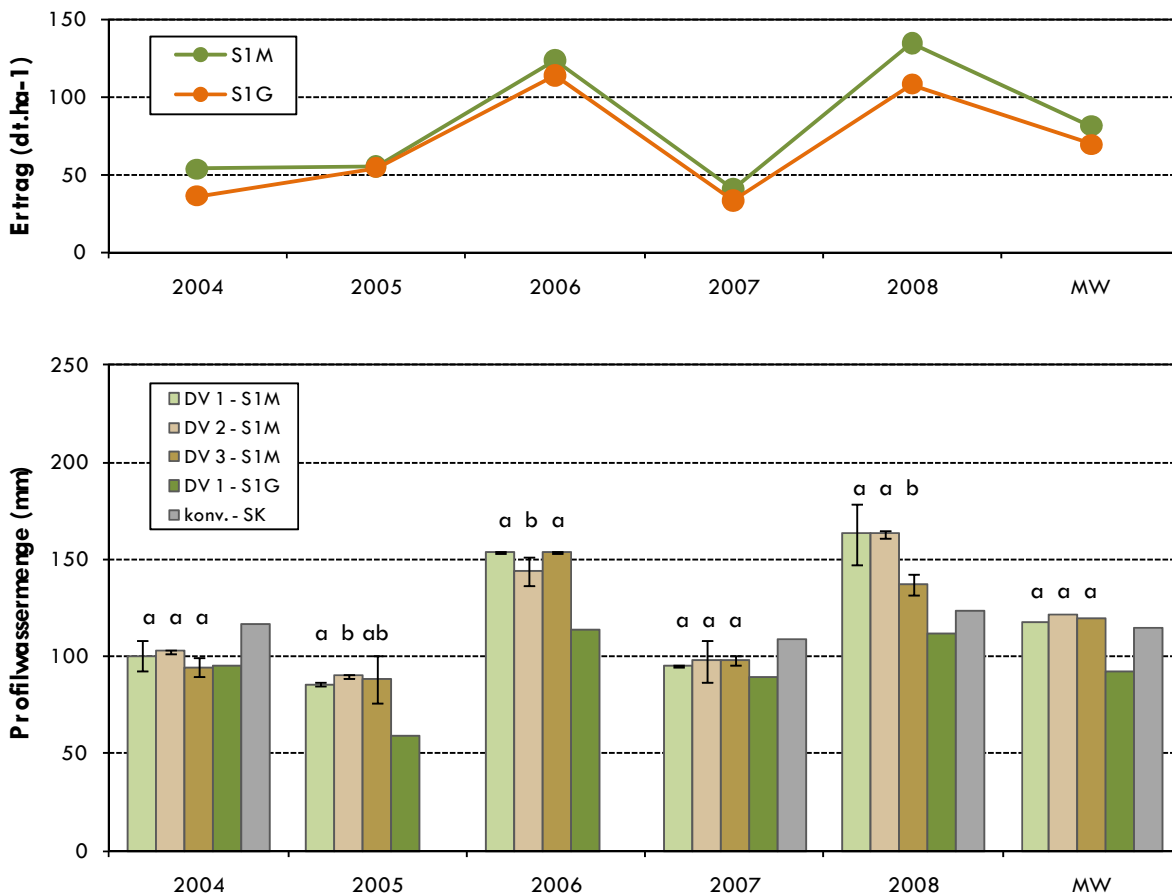 150
100
50
0
Ertrag (dt.ha-1)
S1M
S1G
2004 2005 2006 2007 2008 MW
250
200
150
100
50
0
Profilwassermenge (mm)
DV 1 - S1M
DV 2 - S1M
DV 3 - S1M
DV 1 - S1G
konv. - SK
a a a
a b ab
a b a
a a a
a a b
a a a
2004 2005 2006 2007 2008 MW